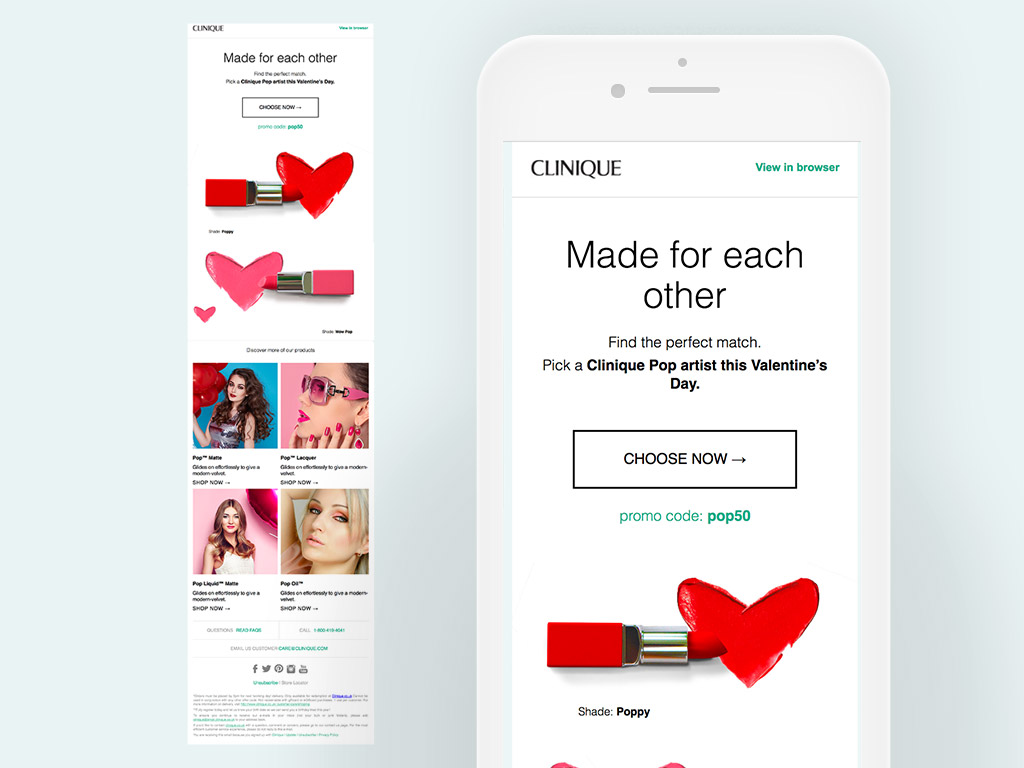 CLINIQUE
View in browser
Made for each other
Find the perfect match.
Pick a Clinique Pop artist this Valentine's Day.
CHOOSE NOW →
promo code: pop50
Shade: Poppy
Shade: Wow Pop
Discover more of our products
Pop™ Matte
Glides on effortlessly to give a
modern-velvet.
SHOP NOW →
Pop™ Lacquer
Glides on effortlessly to give a modern-
velvet.
SHOP NOW →
Pop Liquid™ Matte
Glides on effortlessly to give a
modern-velvet.
SHOP NOW →
Pop Oil™
Glides on effortlessly to give a modern-
velvet.
SHOP NOW →
QUESTIONS READ FAQS
CALL 1-800-419-4041
EMAIL US CUSTOMERCARE@CLINIQUE.COM
Unsubscribe | Store Locator
CLINIQUE
View in browser
Made for each
other
Find the perfect match.
Pick a Clinique Pop artist this Valentine's
Day.
CHOOSE NOW →
promo code: pop50
Shade: Poppy